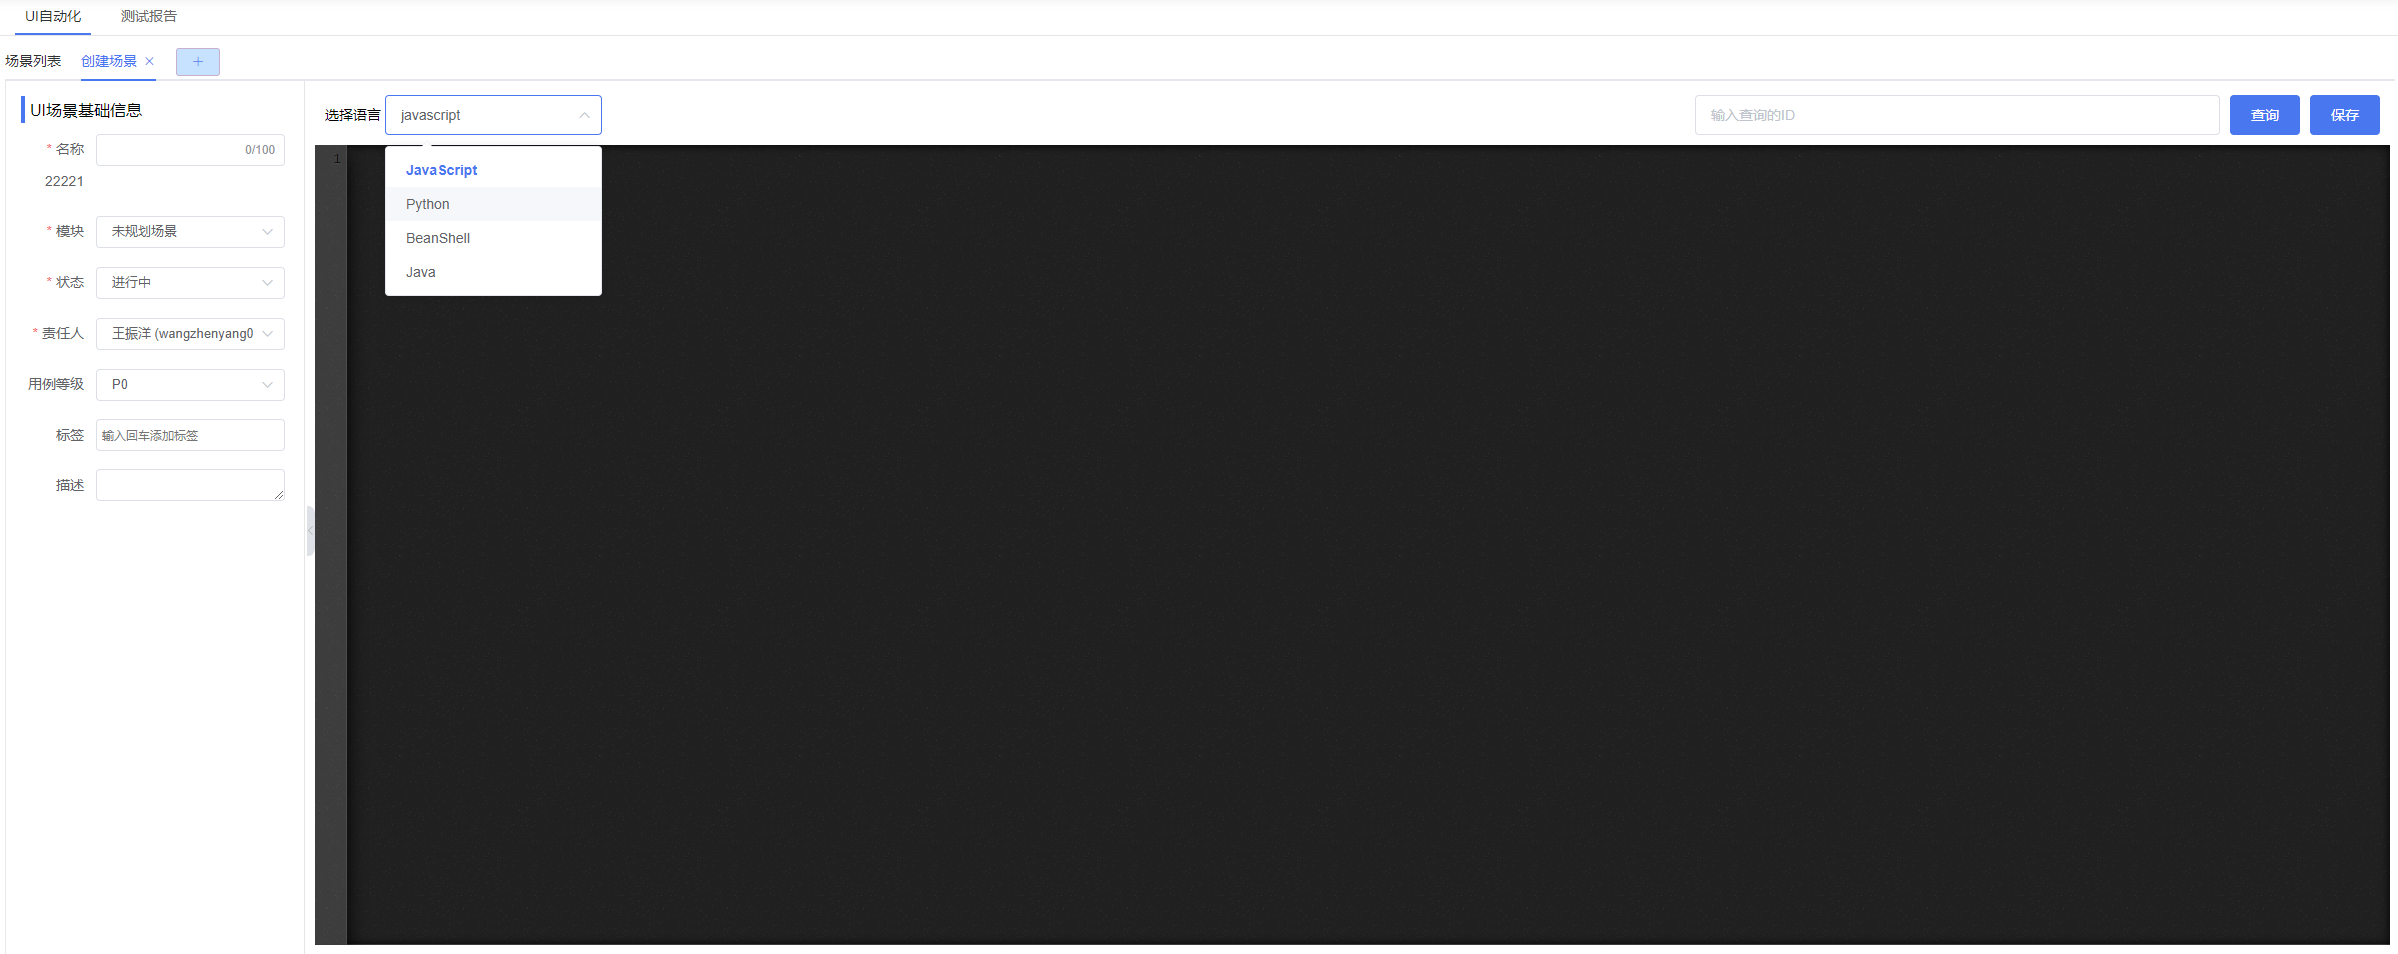 UI自动化 测试报告
场景列表 创建场景 × +
UI场景基础信息
* 名称 0/100
22221
* 模块 未规划场景
* 状态 进行中
* 责任人 王振洋 (wangzhenyang0
用例等级 P0
标签 输入回车添加标签
描述
选择语言 javascript 输入查询的ID 查询 保存
1
JavaScript
Python
BeanShell
Java